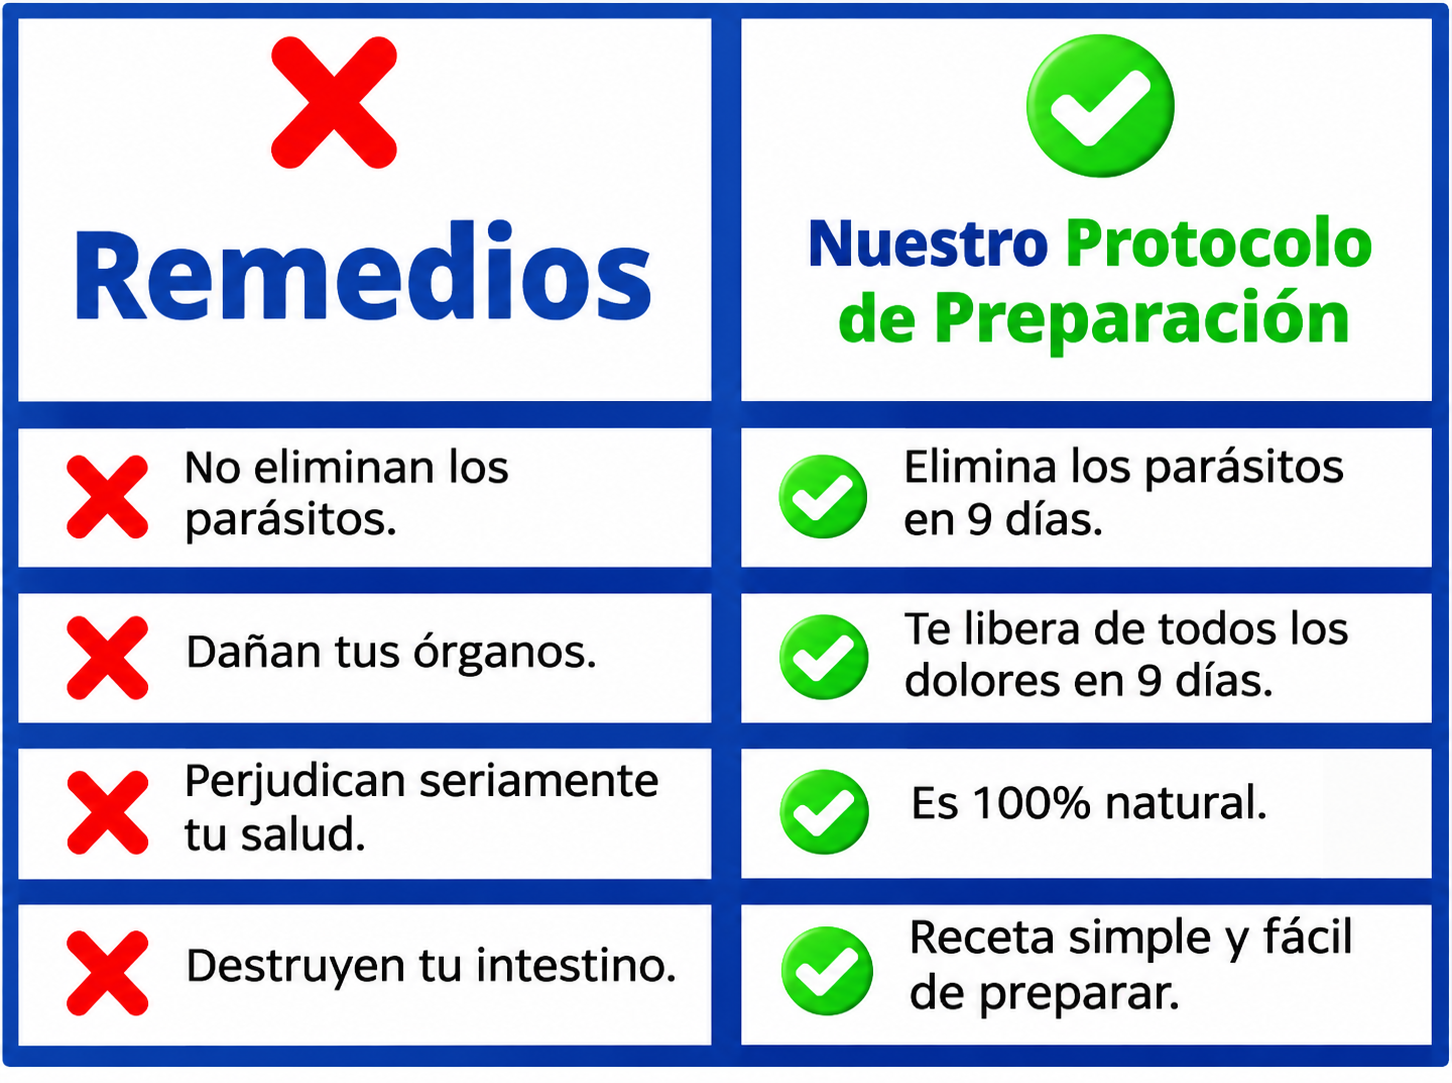 Remedios
Nuestro Protocolo
de Preparación
No eliminan los
parásitos.
Elimina los parásitos
en 9 días.
Dañan tus órganos.
Te libera de todos los
dolores en 9 días.
Perjudican seriamente
tu salud.
Es 100% natural.
Destruyen tu intestino.
Receta simple y fácil
de preparar.